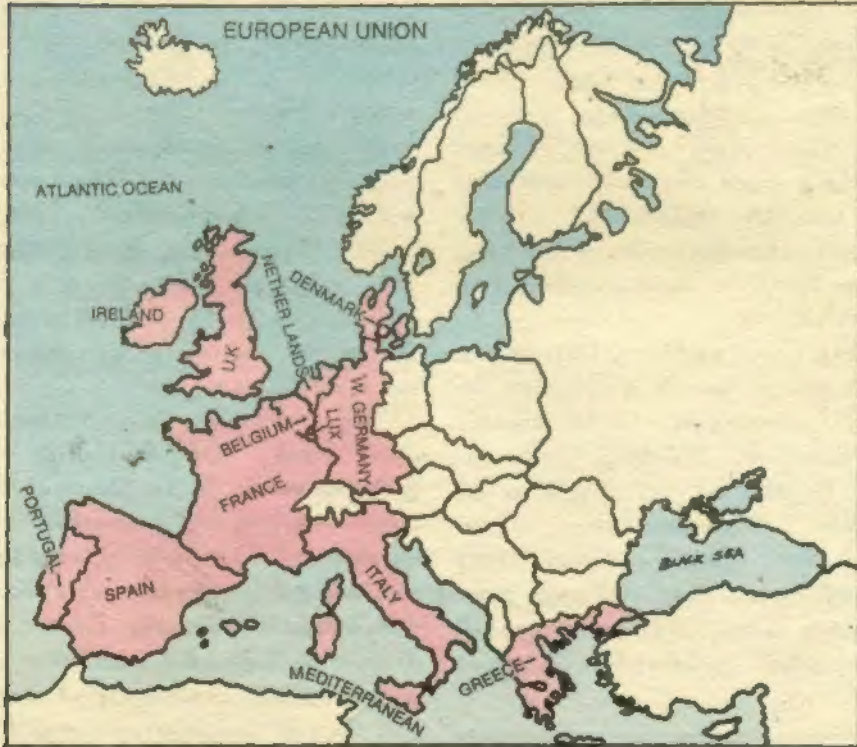 EUROPEAN UNION
ATLANTIC OCEAN
NETHER LANDS
DENMARK
IRELAND
U.K
W. GERMANY
LUX
BELGIUM
FRANCE
PORTUGAL
SPAIN
ITALY
BLACK SEA
GREECE
MEDITERRANEAN